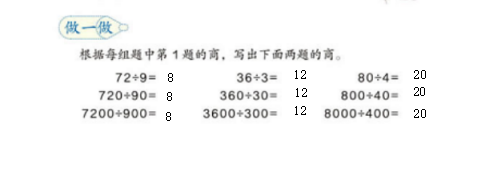 做一做
根据每组题中第1题的商，写出下面两题的商。
72÷9= 8 36÷3= 12 80÷4= 20
720÷90= 8 360÷30= 12 800÷40= 20
7200÷900= 8 3600÷300= 12 8000÷400= 20